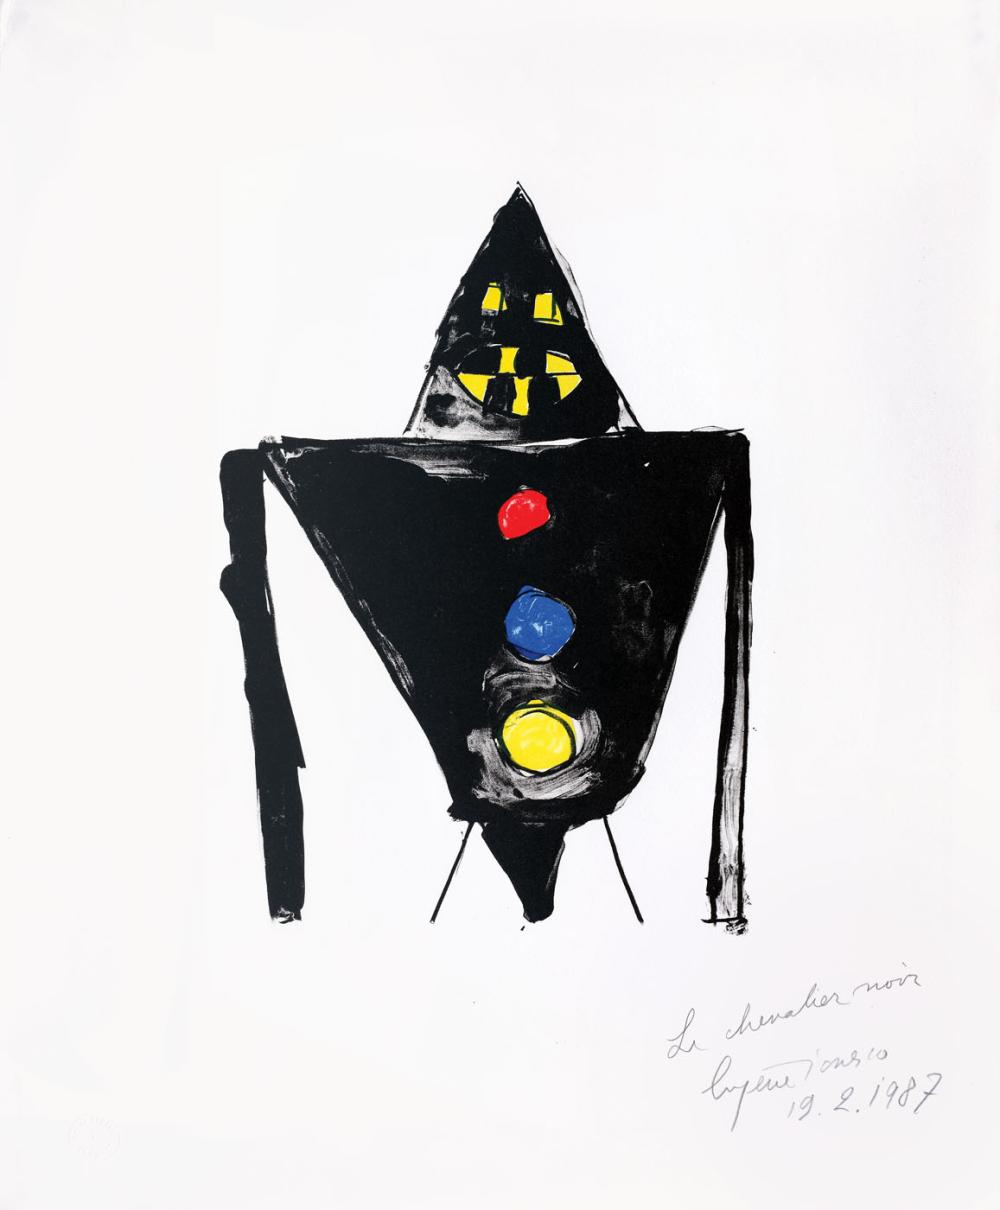 Le chevalier noir
Eugène Ionesco
19.2.1987